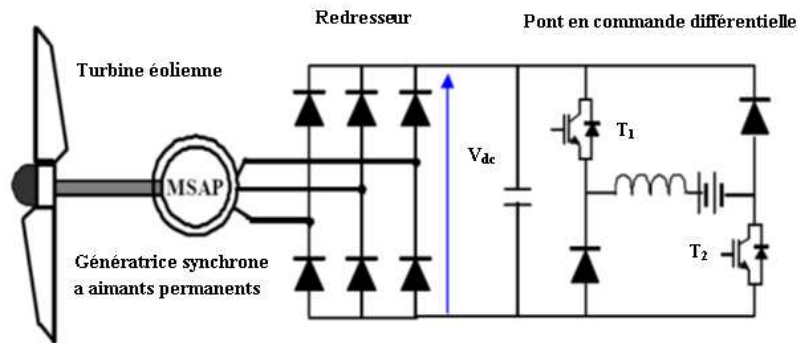 Redresseur
Pont en commande différentielle
Turbine éolienne
T1
Vdc
MSAP
T2
Génératrice synchrone
a aimants permanents